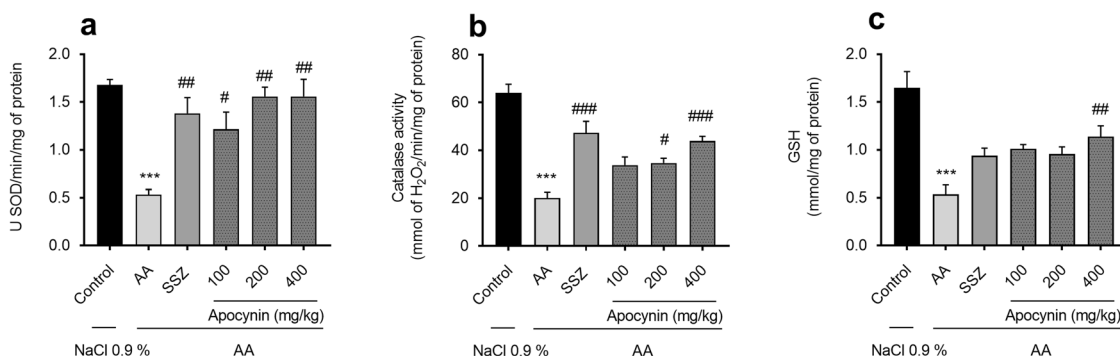 a
U SOD/min/mg of protein
2.0
1.5
1.0
0.5
0.0
***
##
#
##
##
Control
AA
SSZ
100
200
400
Apocynin (mg/kg)
NaCl 0.9 %
AA
b
Catalase activity
(mmol of H₂O₂/min/mg of protein)
80
60
40
20
0
***
###
#
###
Control
AA
SSZ
100
200
400
Apocynin (mg/kg)
NaCl 0.9 %
AA
c
GSH
(mmol/mg of protein)
2.0
1.5
1.0
0.5
0.0
***
##
Control
AA
SSZ
100
200
400
Apocynin (mg/kg)
NaCl 0.9 %
AA